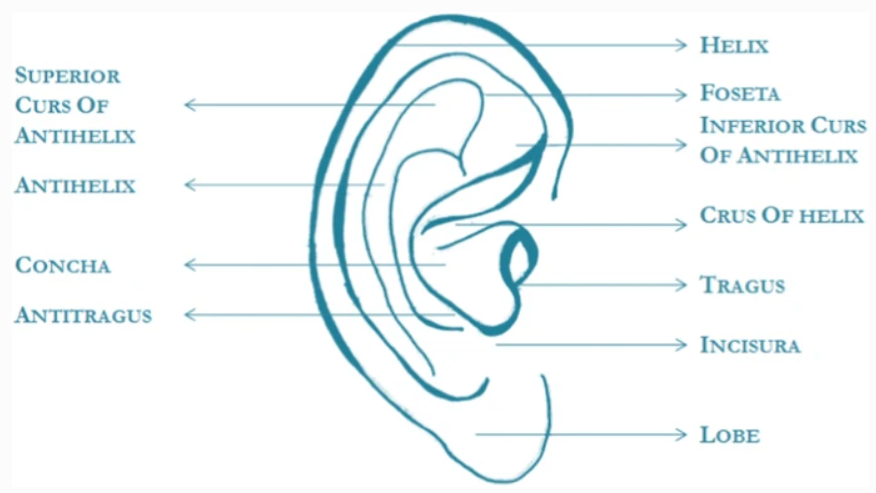 SUPERIOR
CURS OF
ANTIHELIX
ANTIHELIX
CONCHA
ANTITRAGUS
HELIX
FOSETA
INFERIOR CURS
OF ANTIHELIX
CRUS OF HELIX
TRAGUS
INCISURA
LOBE